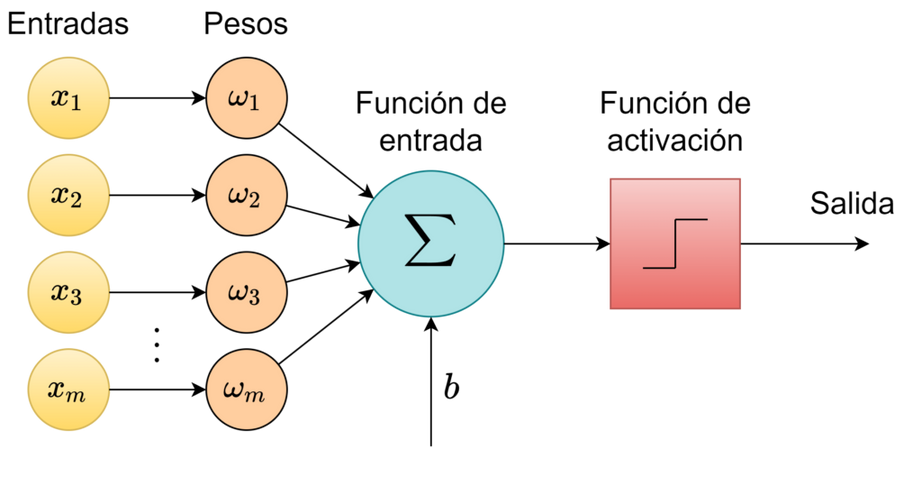 Entradas
Pesos
x₁
ω₁
Función de
entrada
Función de
activación
x₂
ω₂
Σ
Salida
x₃
ω₃
⋮
xₘ
ωₘ
b